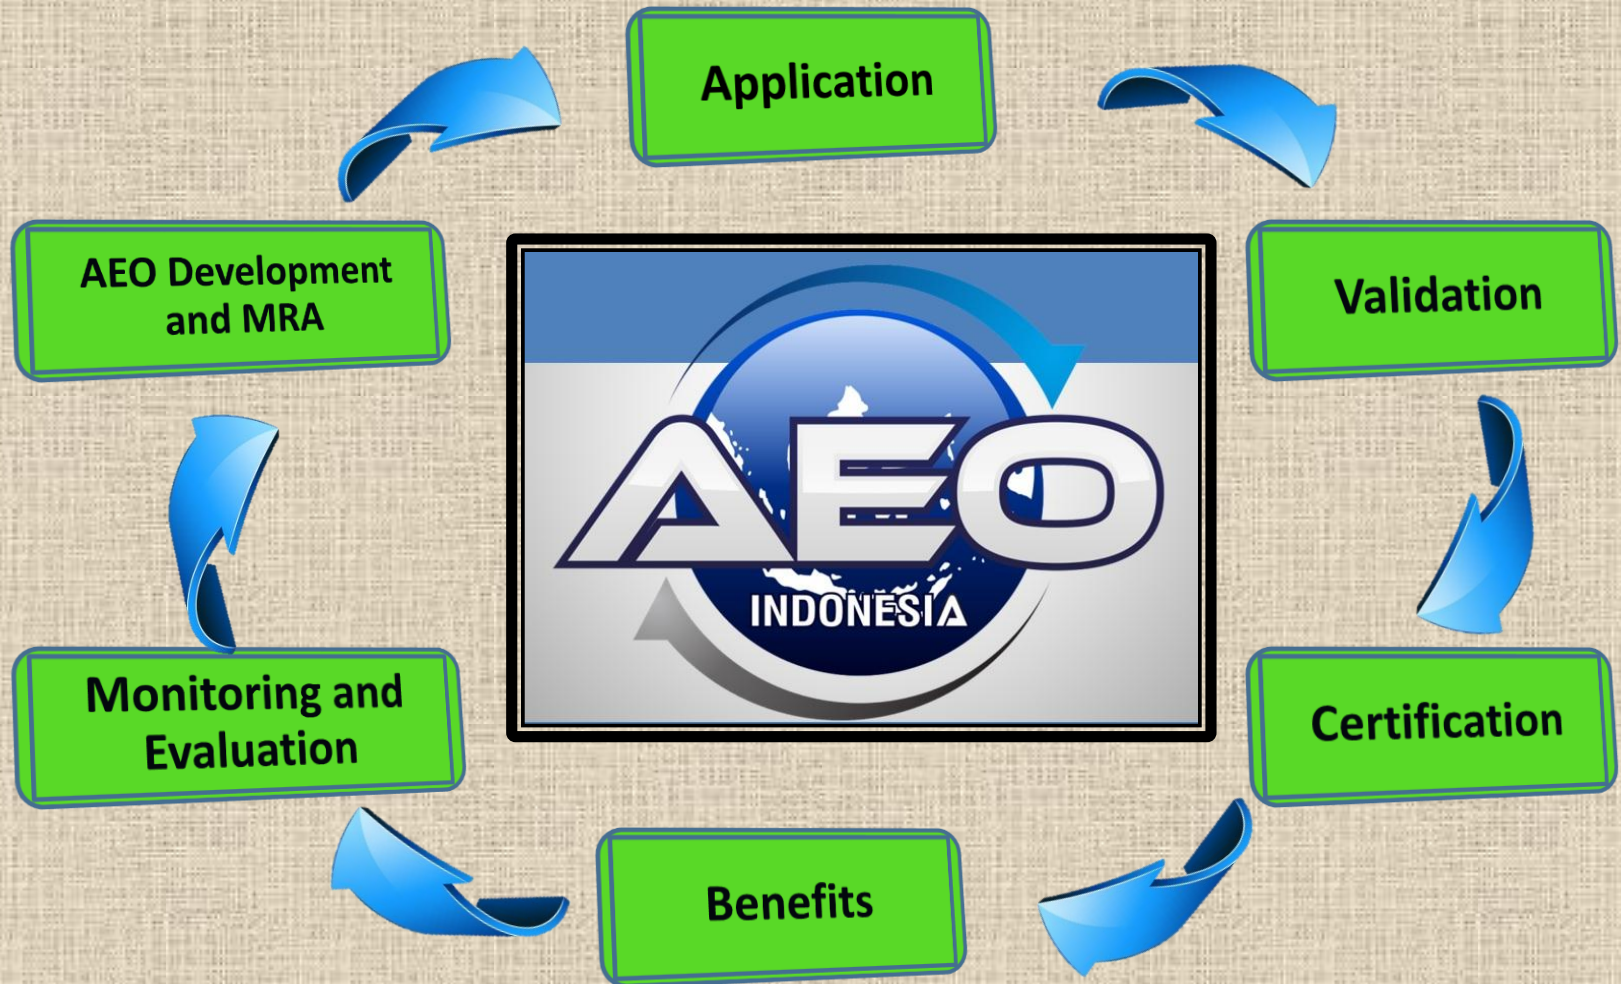 Application
Validation
Certification
Benefits
Monitoring and
Evaluation
AEO Development
and MRA
AEO
INDONESIA